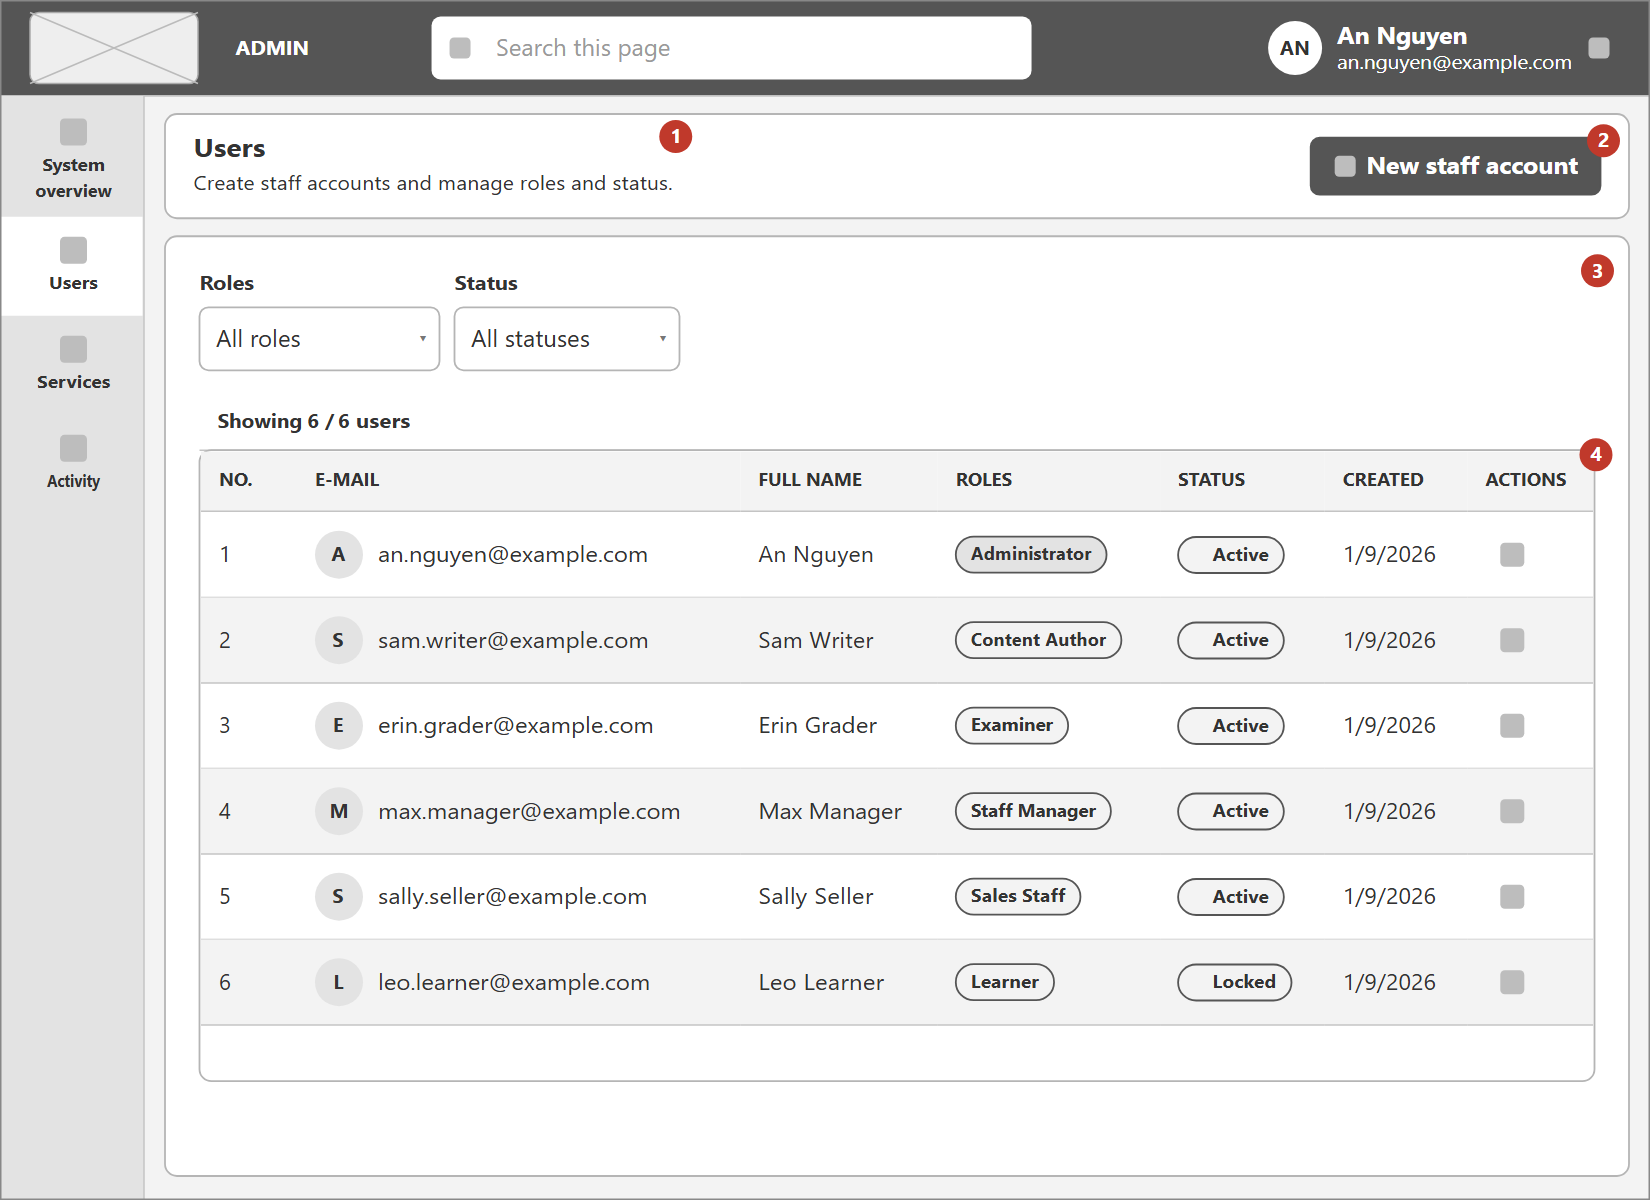 ADMIN
Search this page
AN
An Nguyen
an.nguyen@example.com
System
overview
Users
Services
Activity
Users
1
Create staff accounts and manage roles and status.
New staff account
2
3
Roles
Status
All roles
All statuses
Showing 6 / 6 users
4
NO. E-MAIL FULL NAME ROLES STATUS CREATED ACTIONS
1 A an.nguyen@example.com An Nguyen Administrator Active 1/9/2026
2 S sam.writer@example.com Sam Writer Content Author Active 1/9/2026
3 E erin.grader@example.com Erin Grader Examiner Active 1/9/2026
4 M max.manager@example.com Max Manager Staff Manager Active 1/9/2026
5 S sally.seller@example.com Sally Seller Sales Staff Active 1/9/2026
6 L leo.learner@example.com Leo Learner Learner Locked 1/9/2026